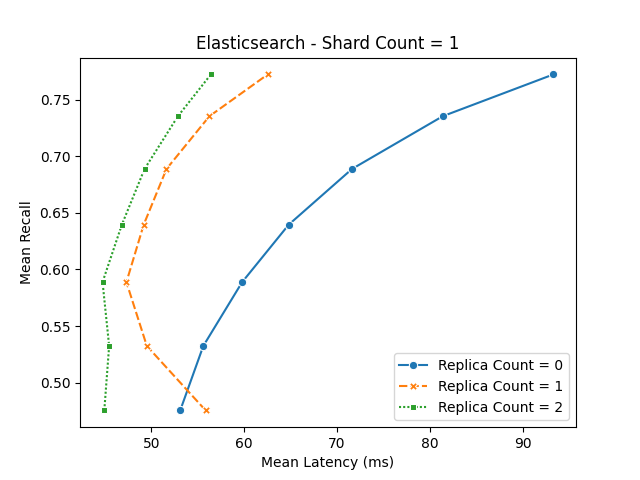 Elasticsearch - Shard Count = 1
Mean Recall
0.75
0.70
0.65
0.60
0.55
0.50
50 60 70 80 90
Mean Latency (ms)
Replica Count = 0
Replica Count = 1
Replica Count = 2